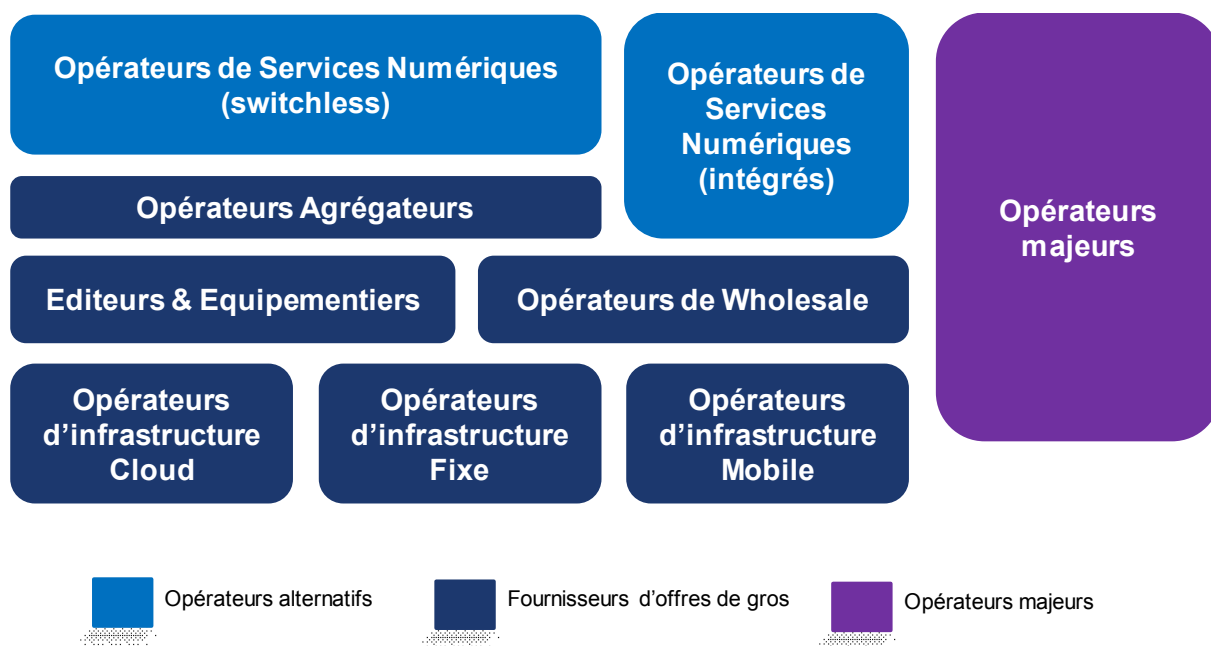 Opérateurs de Services Numériques
(switchless)
Opérateurs de
Services
Numériques
(intégrés)
Opérateurs
majeurs
Opérateurs Agrégateurs
Editeurs & Equipementiers
Opérateurs de Wholesale
Opérateurs
d’infrastructure
Cloud
Opérateurs
d’infrastructure
Fixe
Opérateurs
d’infrastructure
Mobile
Opérateurs alternatifs
Fournisseurs d’offres de gros
Opérateurs majeurs